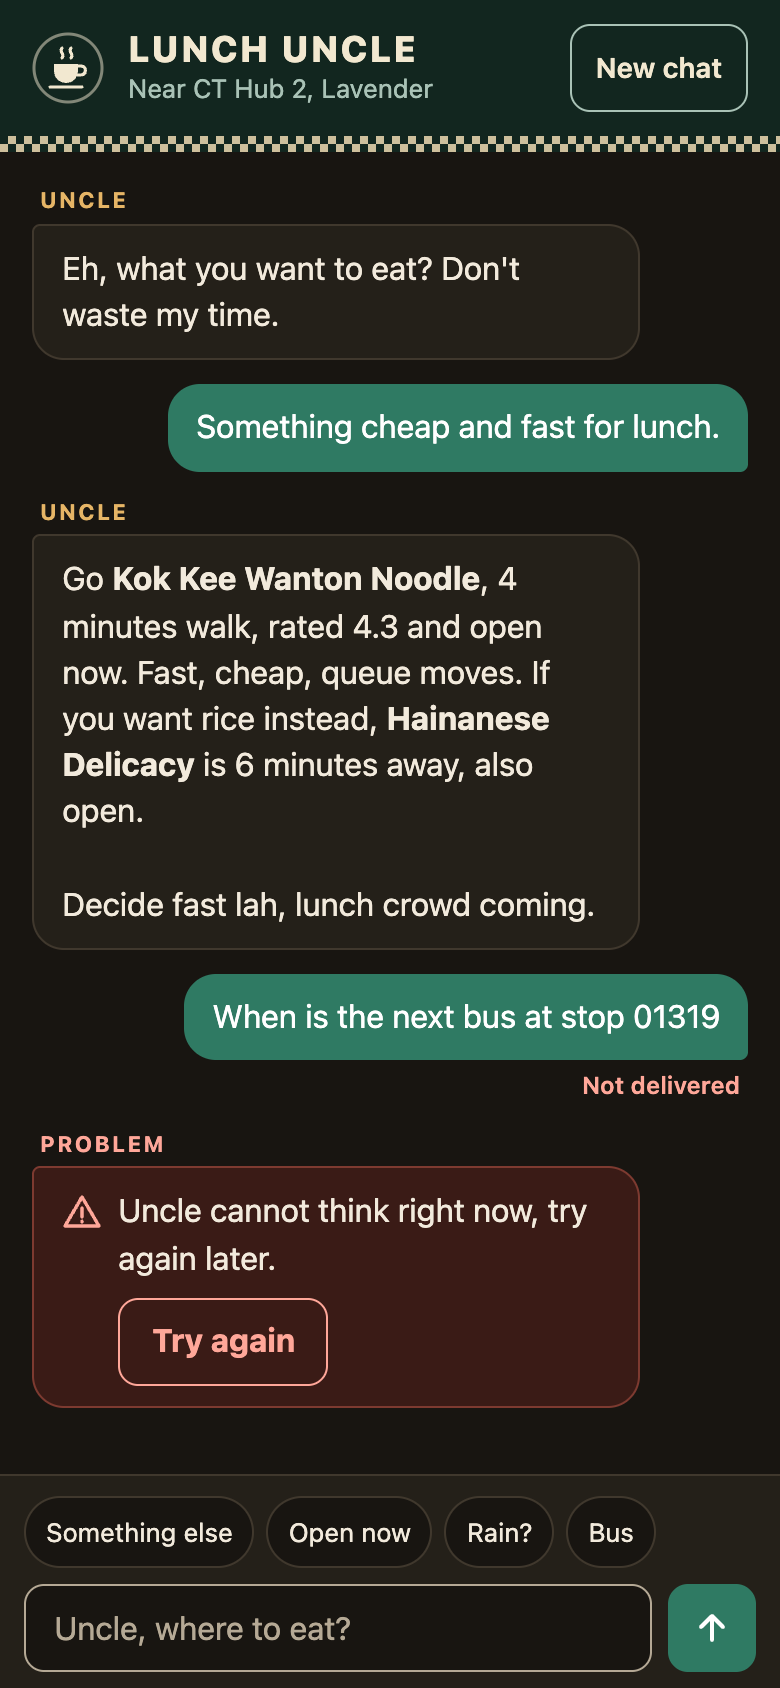 LUNCH UNCLE
Near CT Hub 2, Lavender
New chat
UNCLE
Eh, what you want to eat? Don't
waste my time.
Something cheap and fast for lunch.
UNCLE
Go Kok Kee Wanton Noodle, 4
minutes walk, rated 4.3 and open
now. Fast, cheap, queue moves. If
you want rice instead, Hainanese
Delicacy is 6 minutes away, also
open.
Decide fast lah, lunch crowd coming.
When is the next bus at stop 01319
Not delivered
PROBLEM
Uncle cannot think right now, try
again later.
Try again
Something else
Open now
Rain?
Bus
Uncle, where to eat?